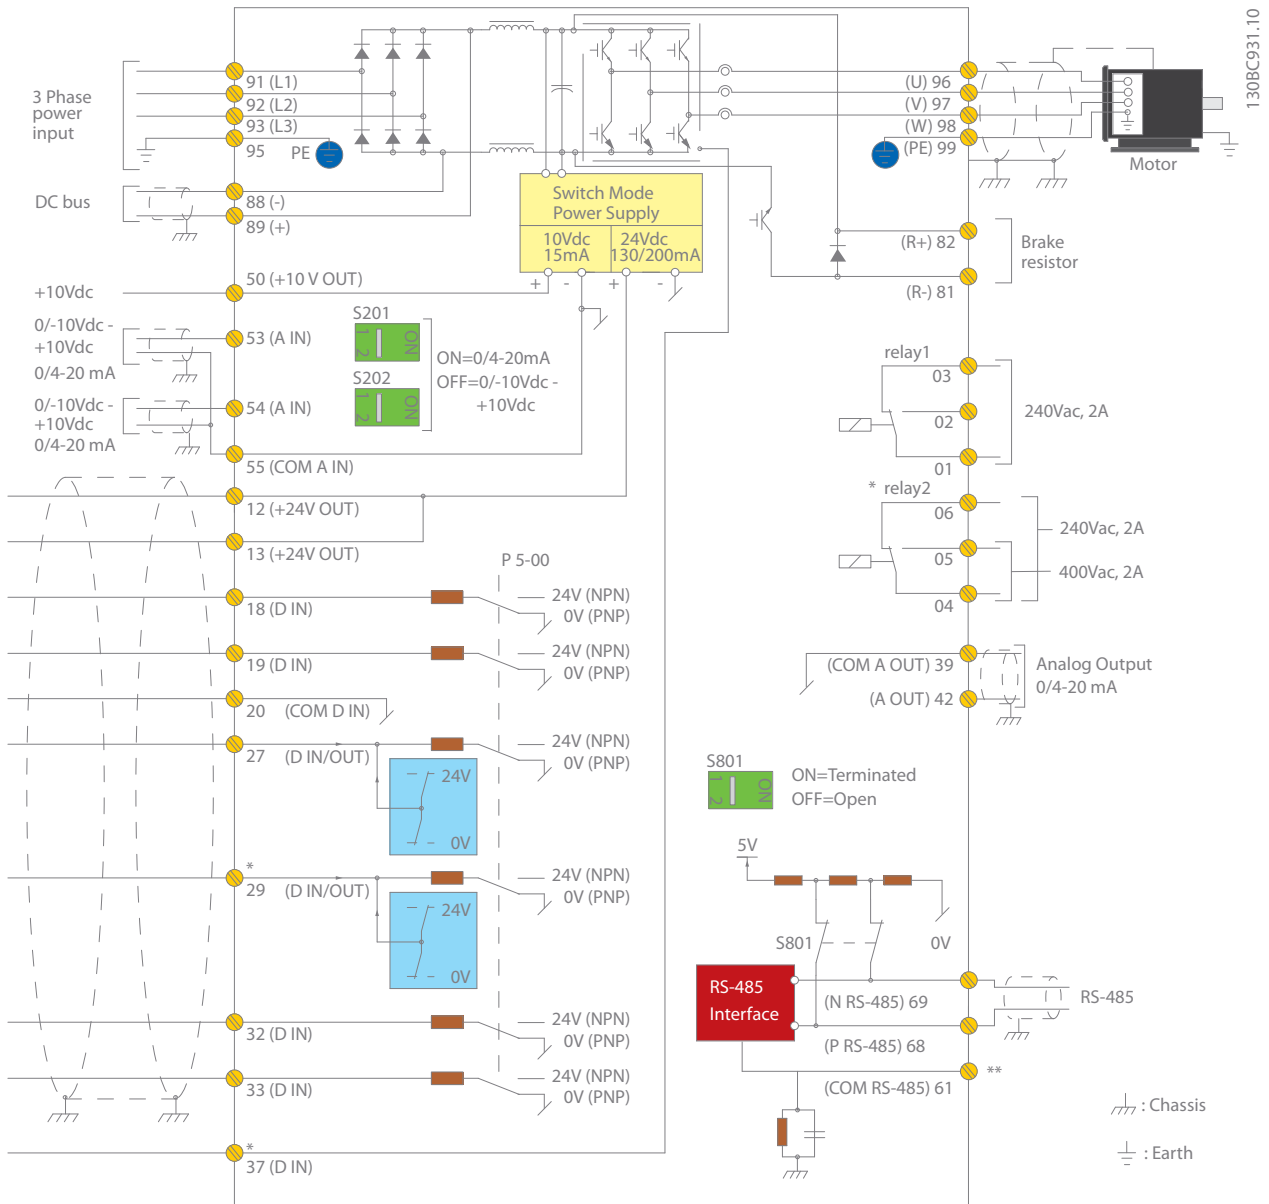 130BC931.10
3 Phase
power
input
91 (L1)
92 (L2)
93 (L3)
95
PE
DC bus
88 (-)
89 (+)
Switch Mode
Power Supply
10Vdc
15mA
24Vdc
130/200mA
+ - + -
(U) 96
(V) 97
(W) 98
(PE) 99
Motor
(R+) 82
(R-) 81
Brake
resistor
+10Vdc
50 (+10 V OUT)
0/-10Vdc -
+10Vdc
0/4-20 mA
53 (A IN)
0/-10Vdc -
+10Vdc
0/4-20 mA
54 (A IN)
55 (COM A IN)
S201
1 2
ON
S202
1 2
ON
ON=0/4-20mA
OFF=0/-10Vdc -
+10Vdc
relay1
03
02
01
240Vac, 2A
* relay2
06
05
04
240Vac, 2A
400Vac, 2A
12 (+24V OUT)
13 (+24V OUT)
P 5-00
18 (D IN)
24V (NPN)
0V (PNP)
19 (D IN)
24V (NPN)
0V (PNP)
20 (COM D IN)
27 (D IN/OUT)
24V (NPN)
0V (PNP)
24V
0V
*
29 (D IN/OUT)
24V (NPN)
0V (PNP)
24V
0V
32 (D IN)
24V (NPN)
0V (PNP)
33 (D IN)
24V (NPN)
0V (PNP)
*
37 (D IN)
(COM A OUT) 39
(A OUT) 42
Analog Output
0/4-20 mA
S801
1 2
ON
ON=Terminated
OFF=Open
5V
S801
0V
RS-485
Interface
(N RS-485) 69
(P RS-485) 68
(COM RS-485) 61
**
RS-485
: Chassis
: Earth